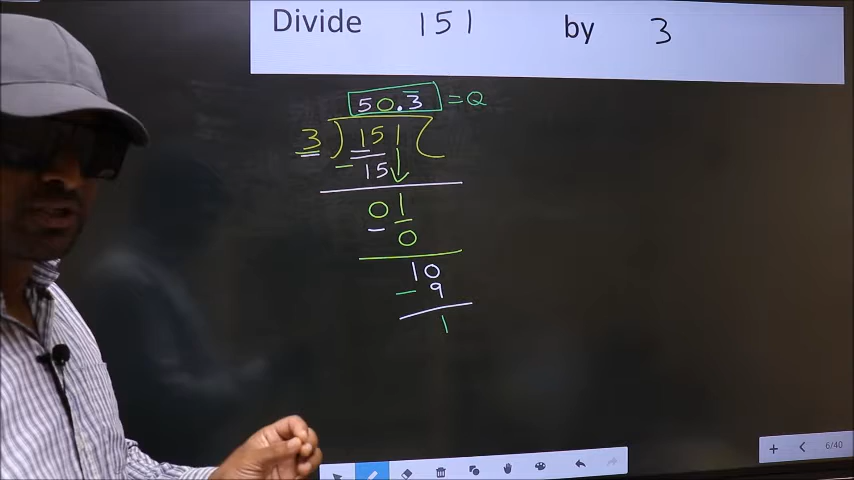 Divide 151 by 3
50.3̅ = Q
3 ) 151 (
- 15
01
- 0
10
- 9
1
6/40